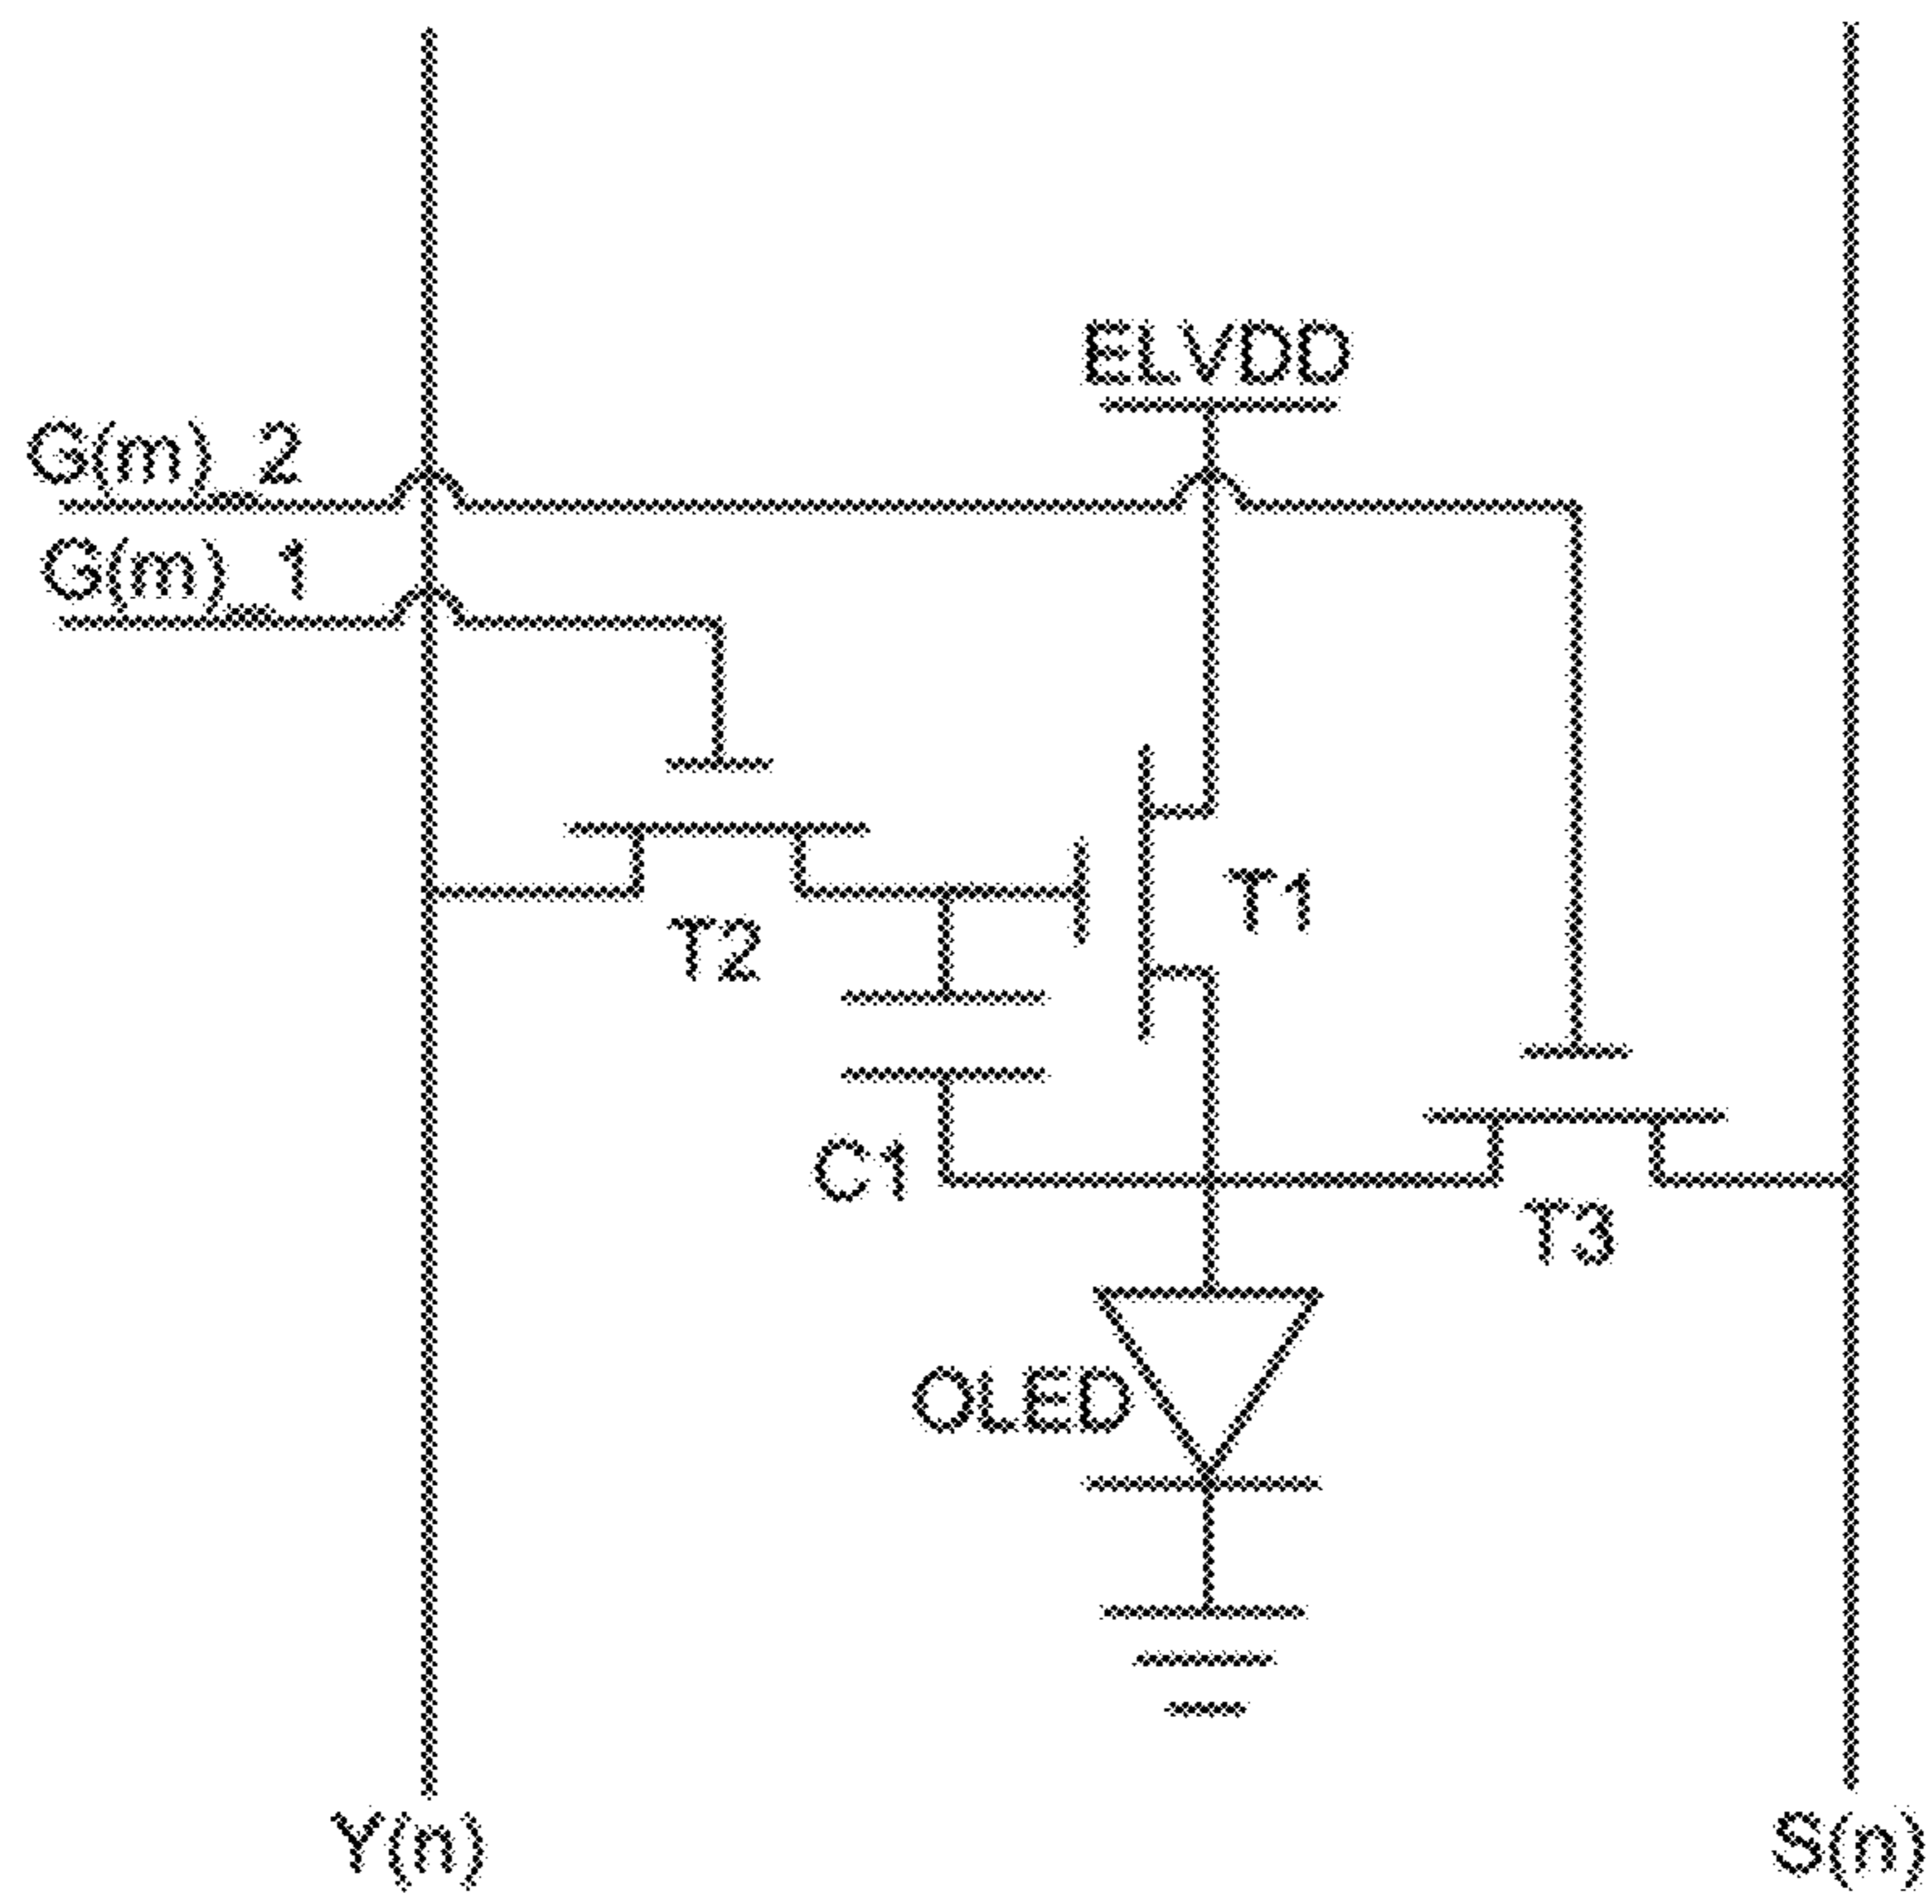 ELVDD
G(m)_2
G(m)_1
T1
T2
C1
T3
OLED
Y(n)
S(n)